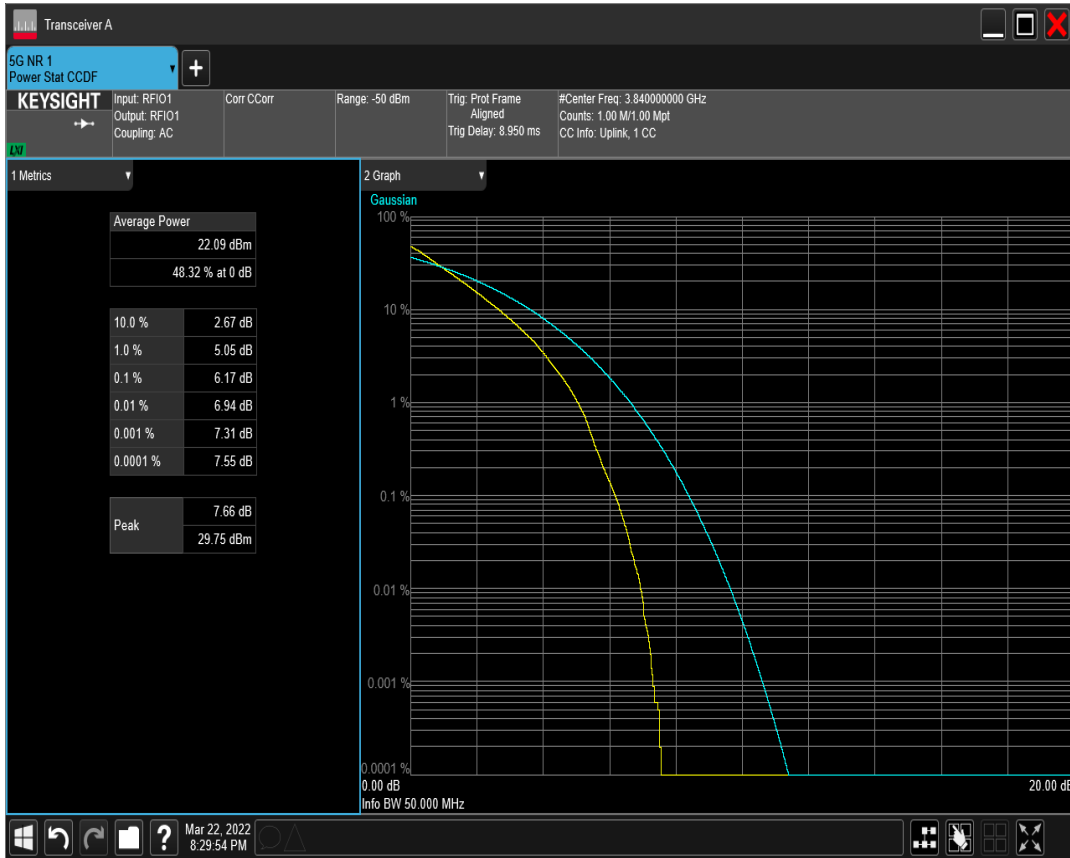 Transceiver A
5G NR 1
Power Stat CCDF
+
KEYSIGHT
LXI
Input: RFIO1
Output: RFIO1
Coupling: AC
Corr CCorr
Range: -50 dBm
Trig: Prot Frame
Aligned
Trig Delay: 8.950 ms
#Center Freq: 3.840000000 GHz
Counts: 1.00 M/1.00 Mpt
CC Info: Uplink, 1 CC
1 Metrics
Average Power
22.09 dBm
48.32 % at 0 dB
10.0 % 2.67 dB
1.0 % 5.05 dB
0.1 % 6.17 dB
0.01 % 6.94 dB
0.001 % 7.31 dB
0.0001 % 7.55 dB
Peak 7.66 dB
29.75 dBm
2 Graph
Gaussian
100 %
10 %
1 %
0.1 %
0.01 %
0.001 %
0.0001 %
0.00 dB 20.00 dB
Info BW 50.000 MHz
?
Mar 22, 2022
8:29:54 PM